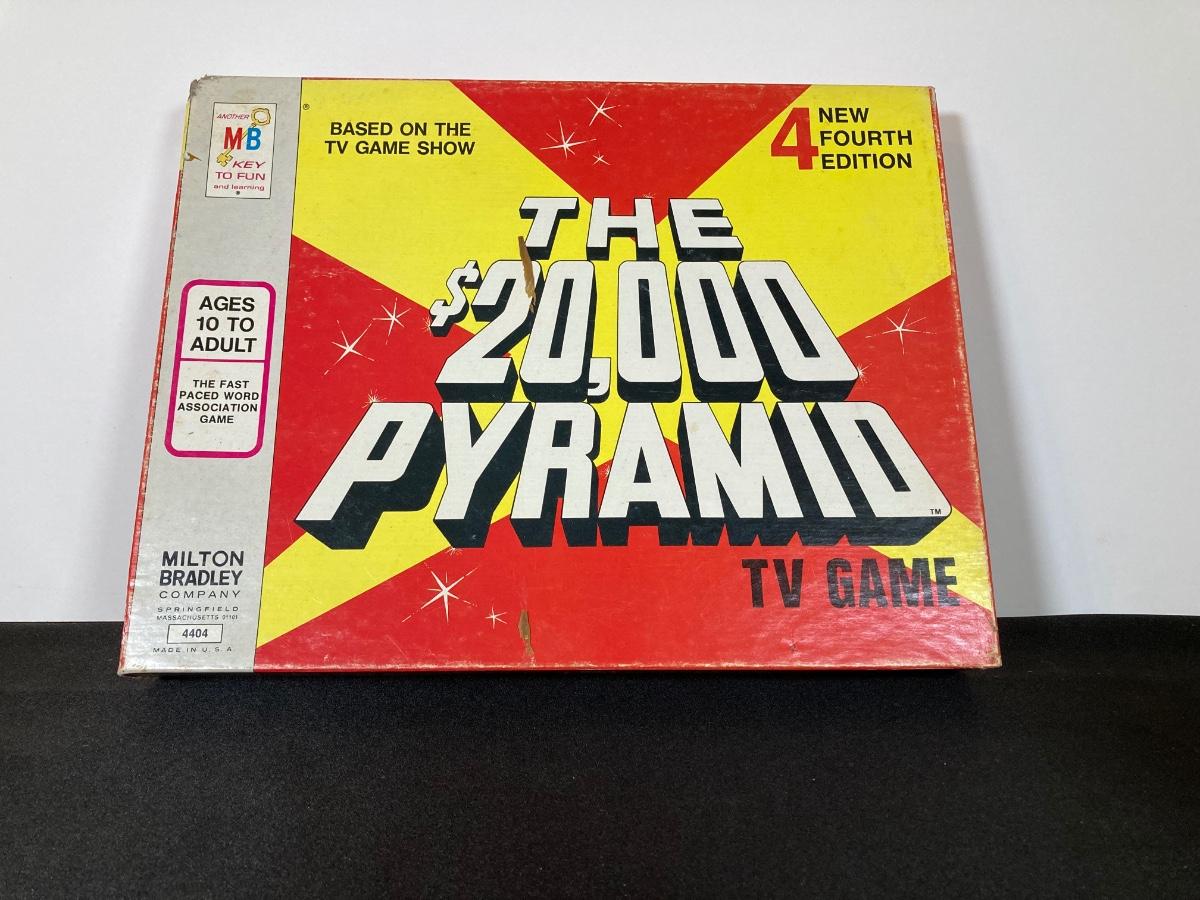 ANOTHER
MB
KEY
TO FUN
and learning
®
®
BASED ON THE
TV GAME SHOW
4 NEW
FOURTH
EDITION
THE
$20,000
PYRAMID
TM
TV GAME
AGES
10 TO
ADULT
THE FAST
PACED WORD
ASSOCIATION
GAME
MILTON
BRADLEY
COMPANY
SPRINGFIELD
MASSACHUSETTS 01101
4404
MADE IN U.S.A.